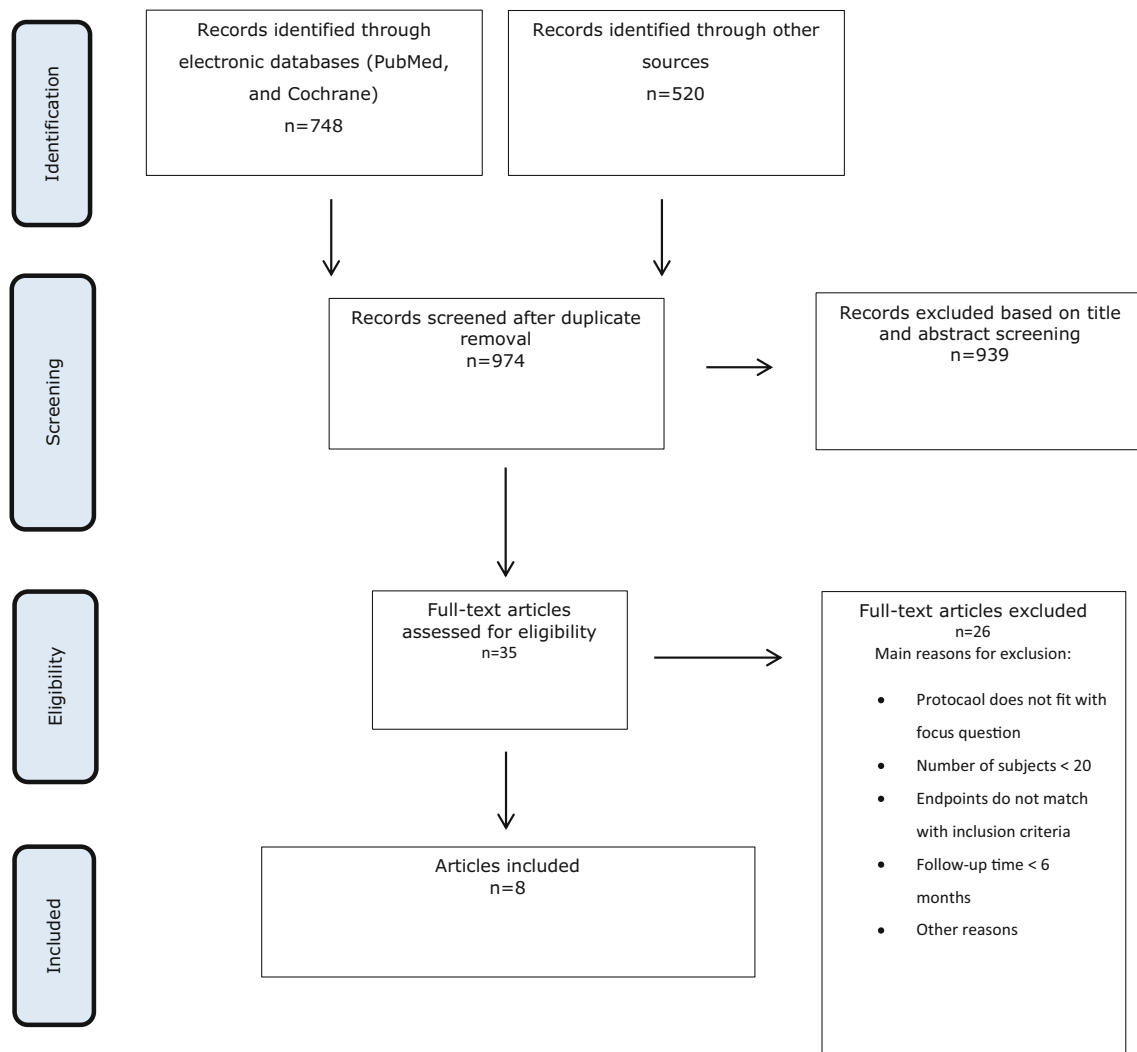 Identification
Records identified through
electronic databases (PubMed,
and Cochrane)
n=748
Records identified through other
sources
n=520
Screening
Records screened after duplicate
removal
n=974
Records excluded based on title
and abstract screening
n=939
Eligibility
Full-text articles
assessed for eligibility
n=35
Full-text articles excluded
n=26
Main reasons for exclusion:
• Protocaol does not fit with
focus question
• Number of subjects < 20
• Endpoints do not match
with inclusion criteria
• Follow-up time < 6
months
• Other reasons
Included
Articles included
n=8